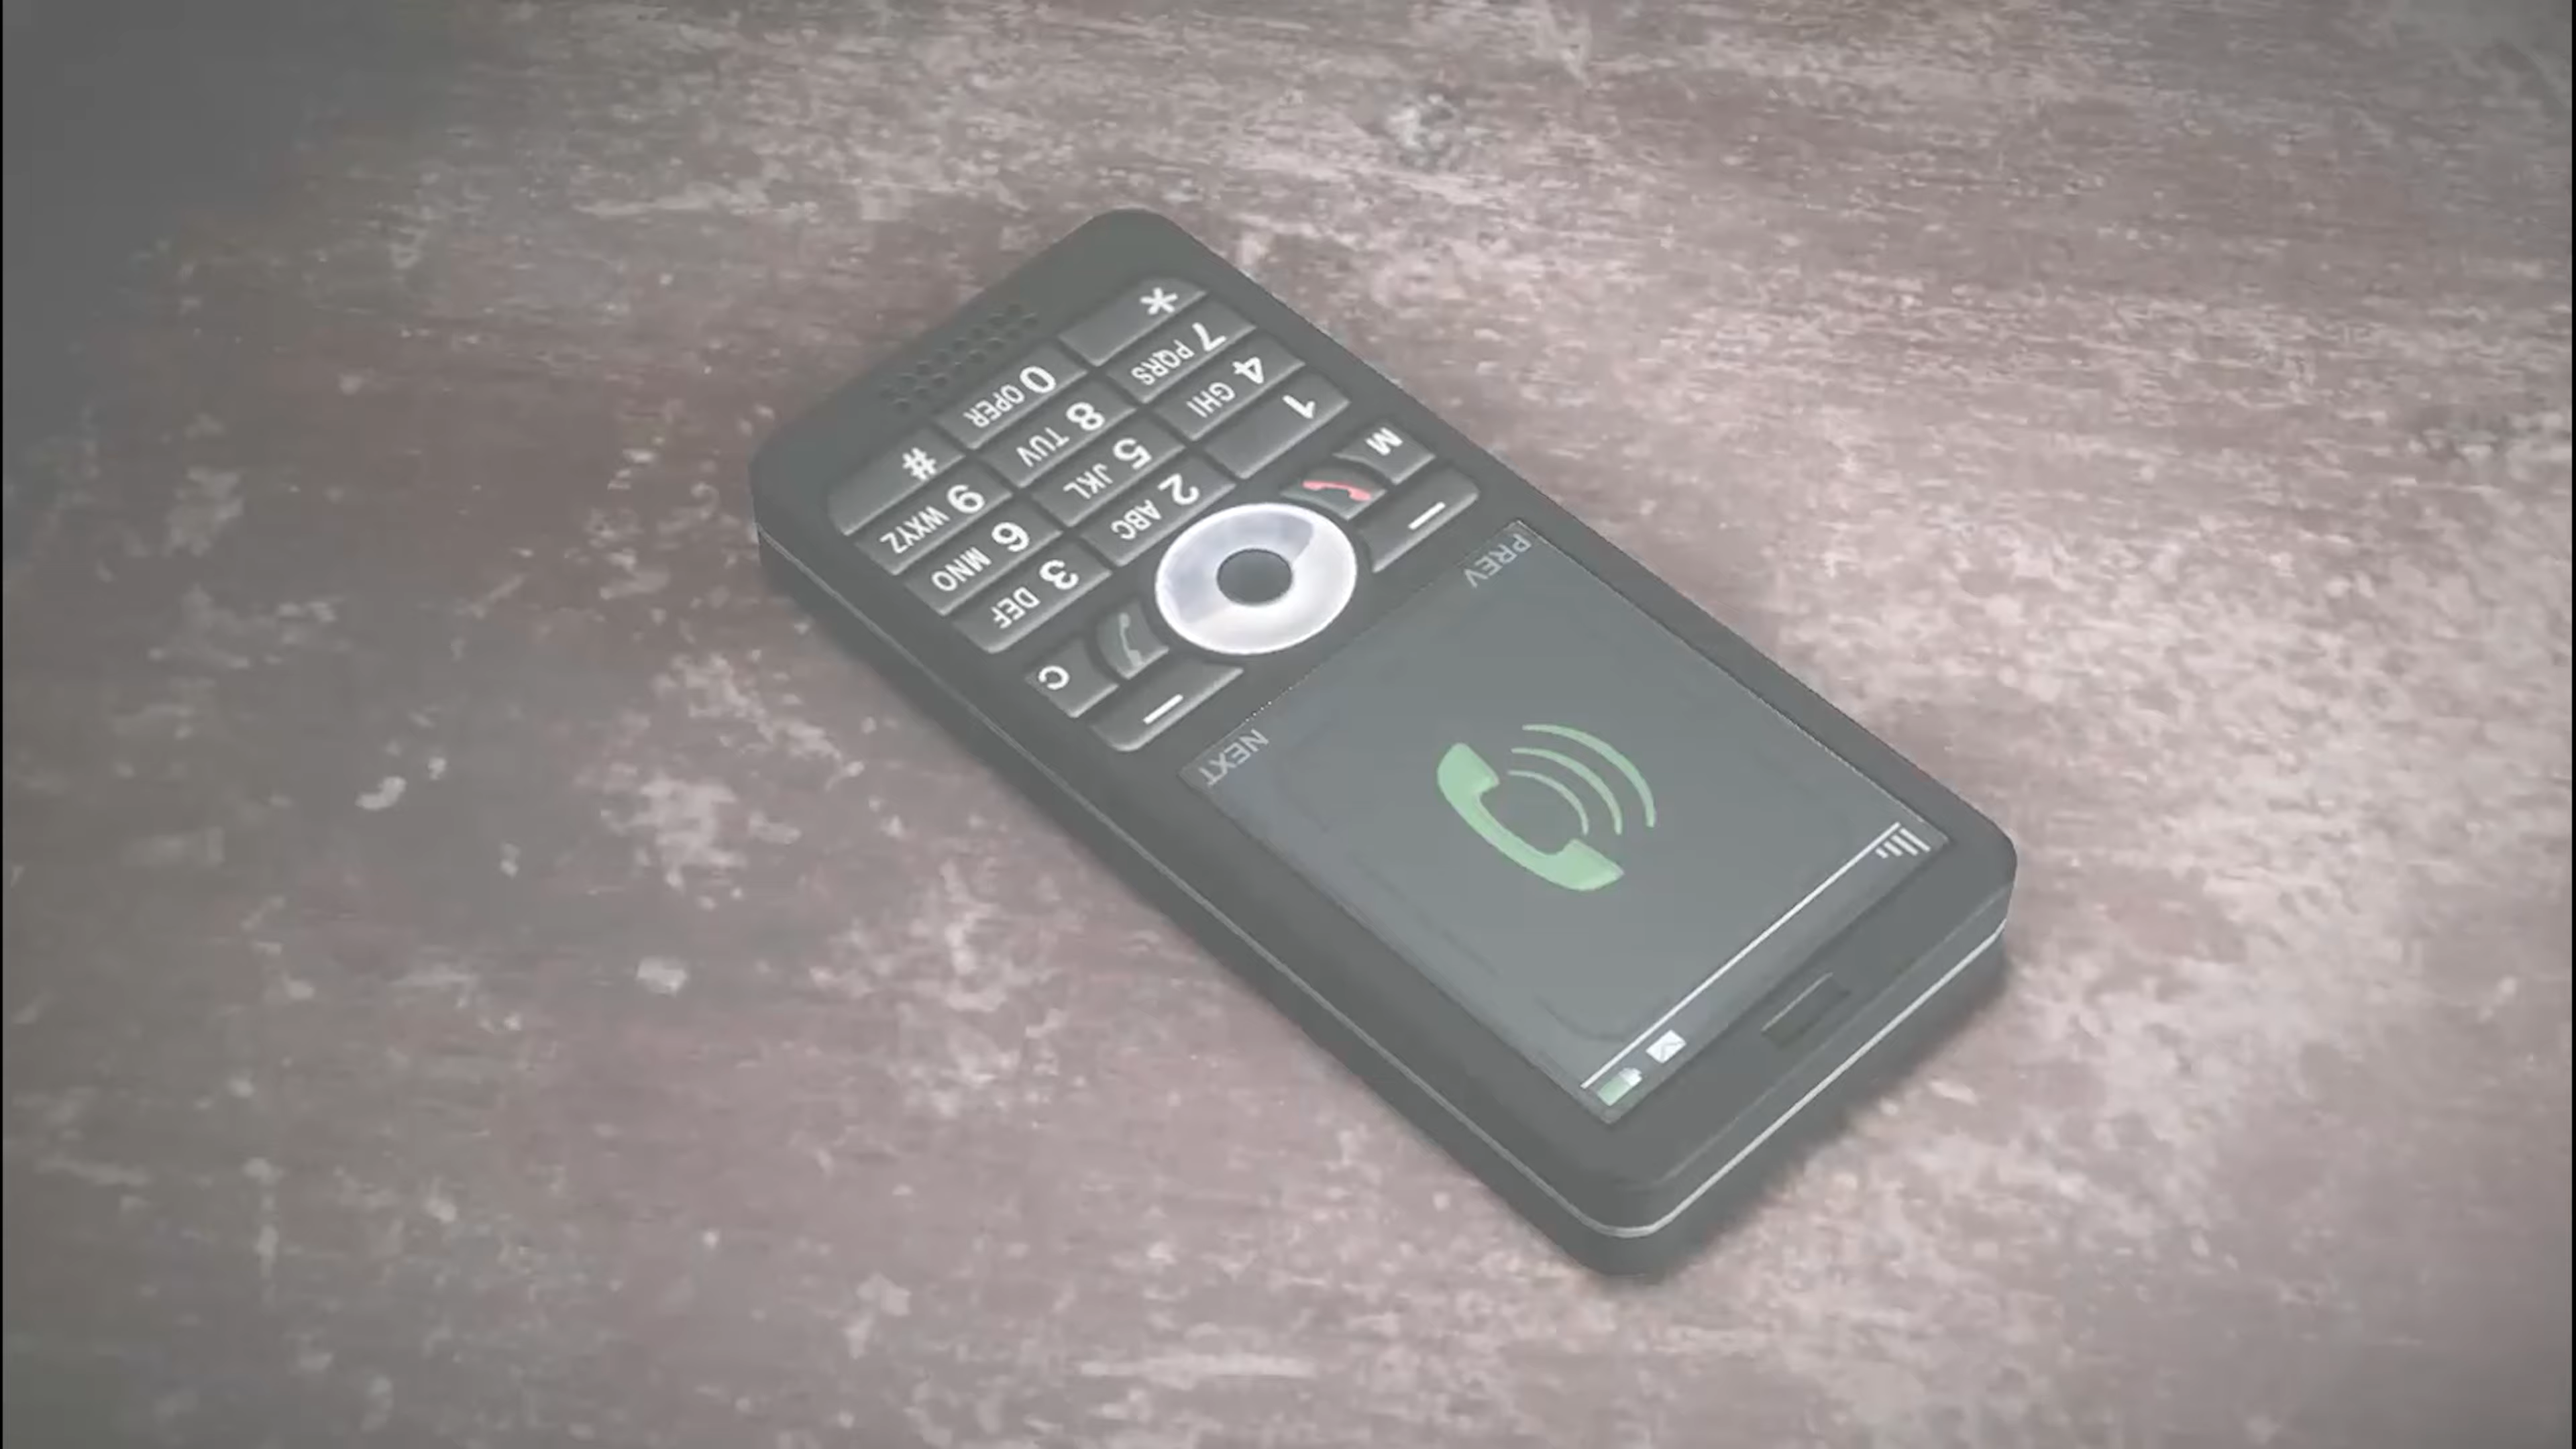 PREV NEXT
M C
1 2 ABC 3 DEF
4 GHI 5 JKL 6 MNO
7 PQRS 8 TUV 9 WXYZ
* 0 OPER #